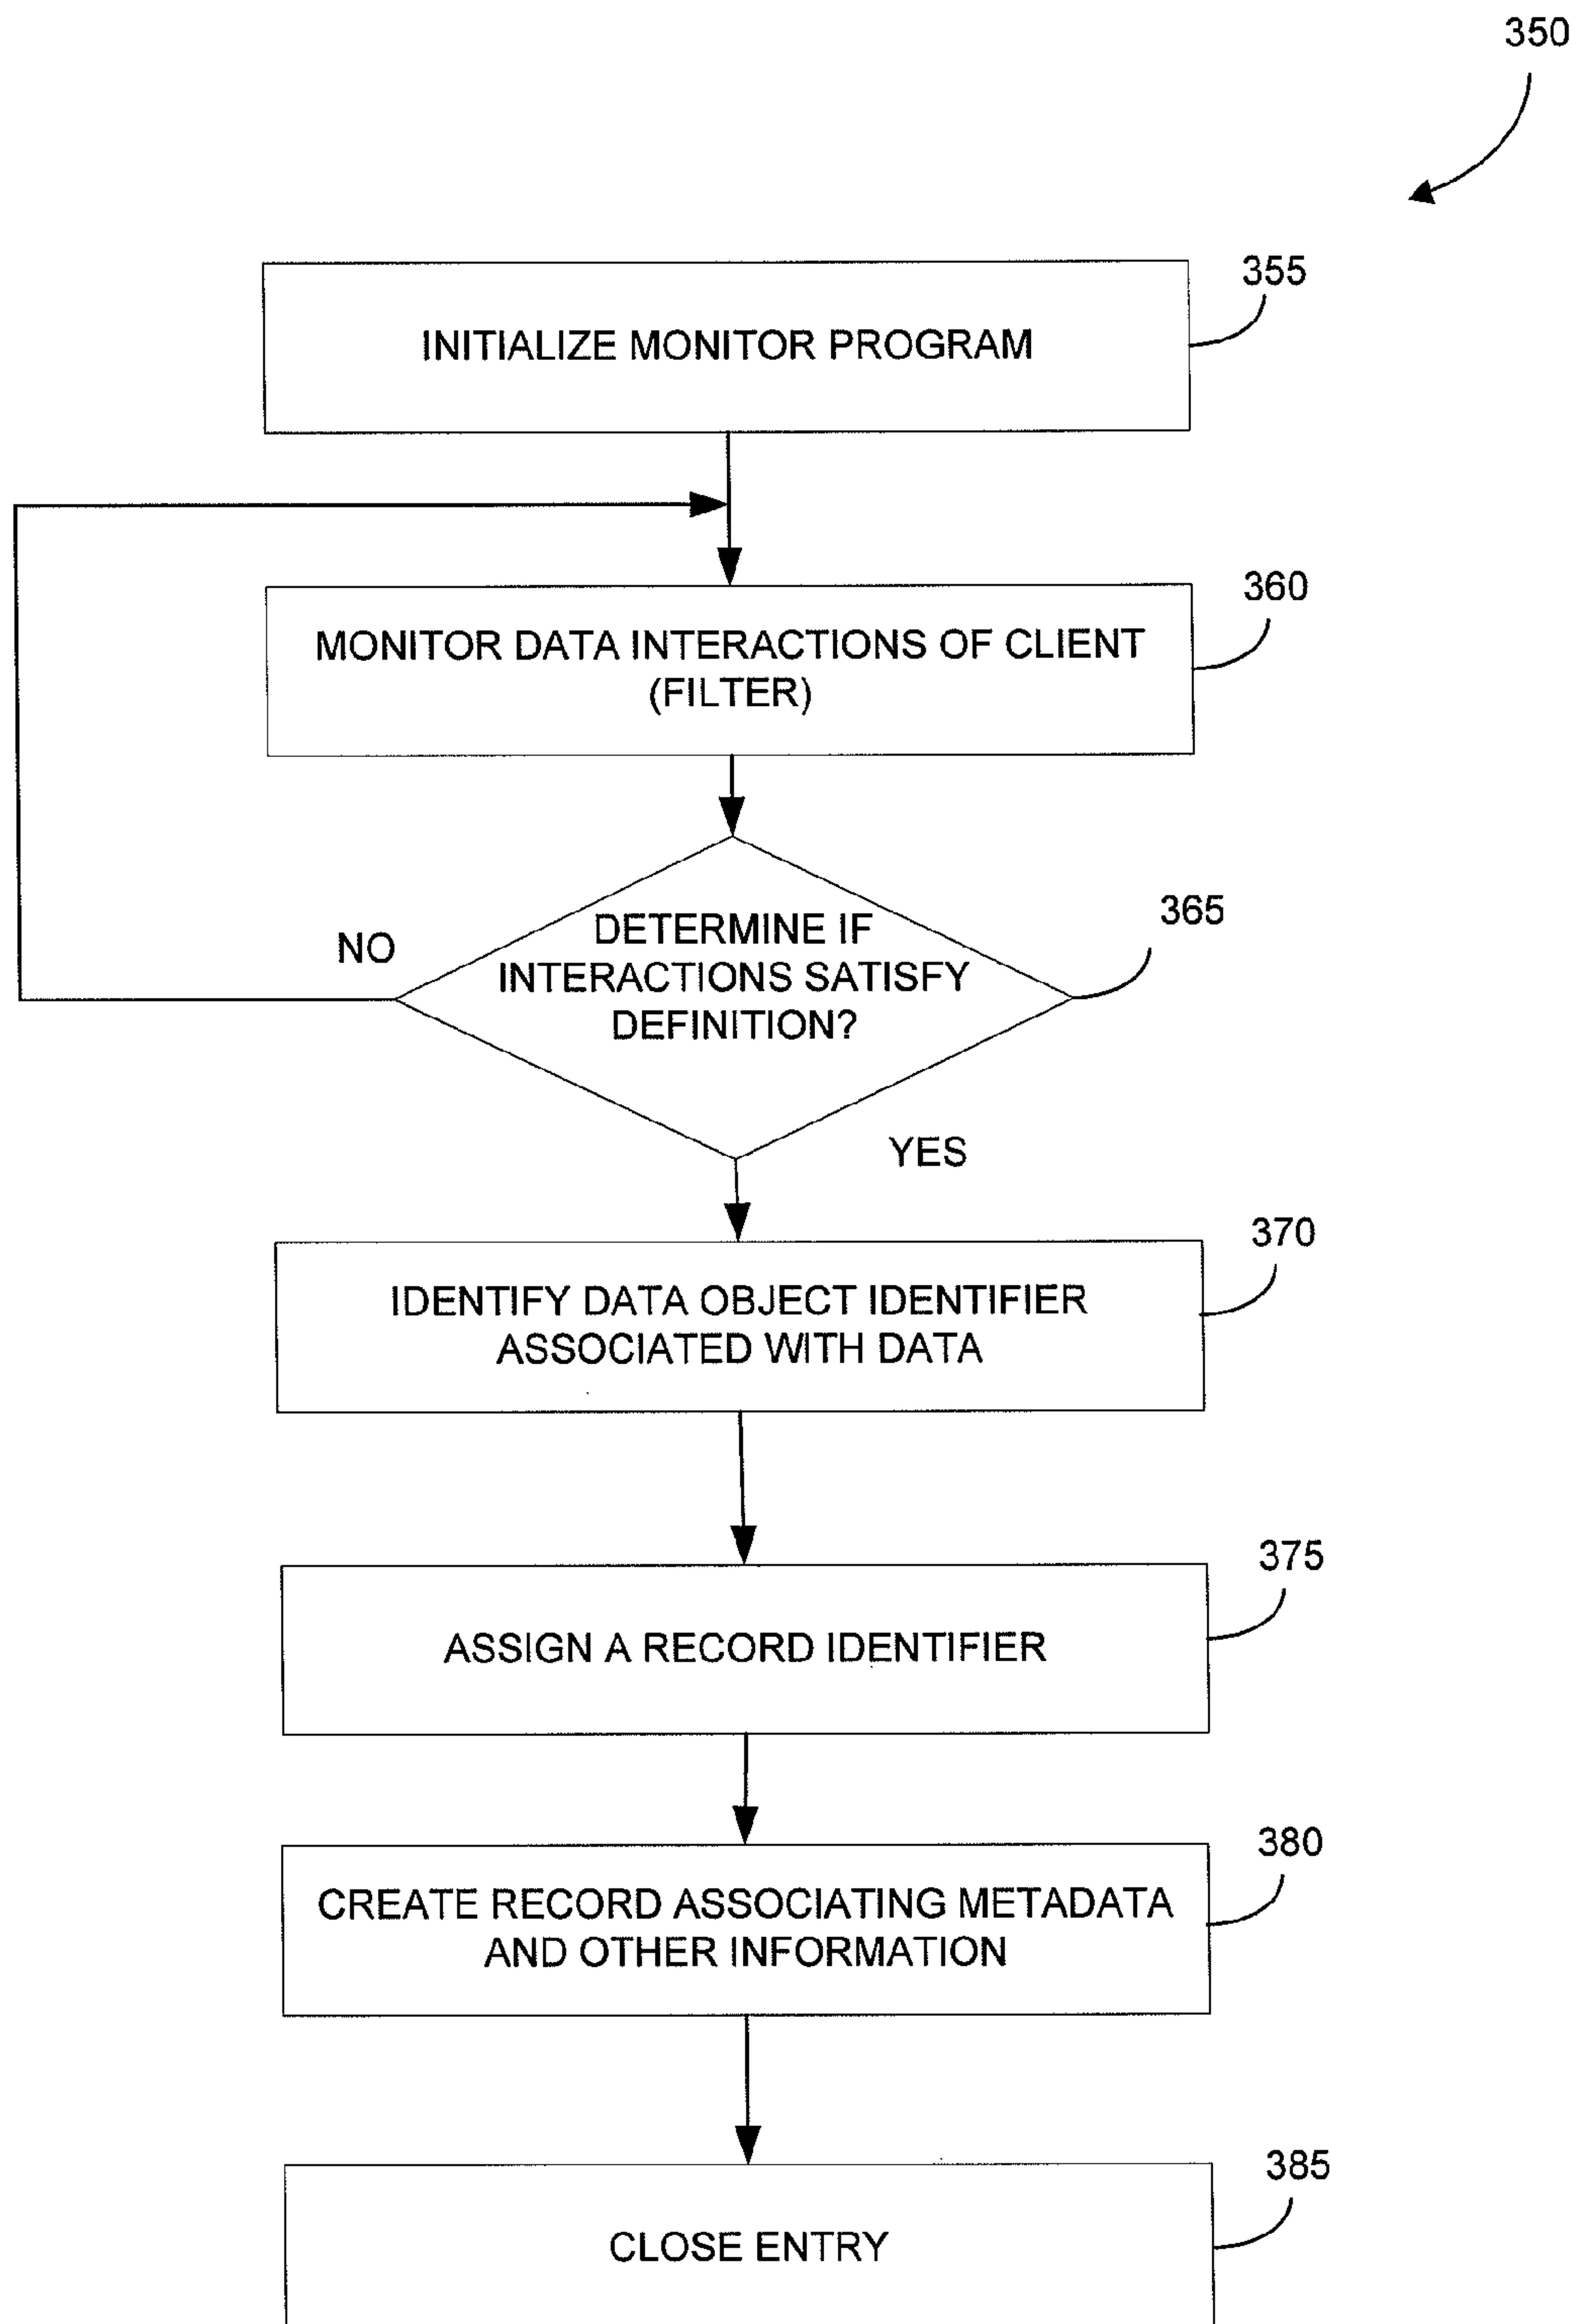 350
355
INITIALIZE MONITOR PROGRAM
360
MONITOR DATA INTERACTIONS OF CLIENT
(FILTER)
365
NO
DETERMINE IF
INTERACTIONS SATISFY
DEFINITION?
YES
370
IDENTIFY DATA OBJECT IDENTIFIER
ASSOCIATED WITH DATA
375
ASSIGN A RECORD IDENTIFIER
380
CREATE RECORD ASSOCIATING METADATA
AND OTHER INFORMATION
385
CLOSE ENTRY